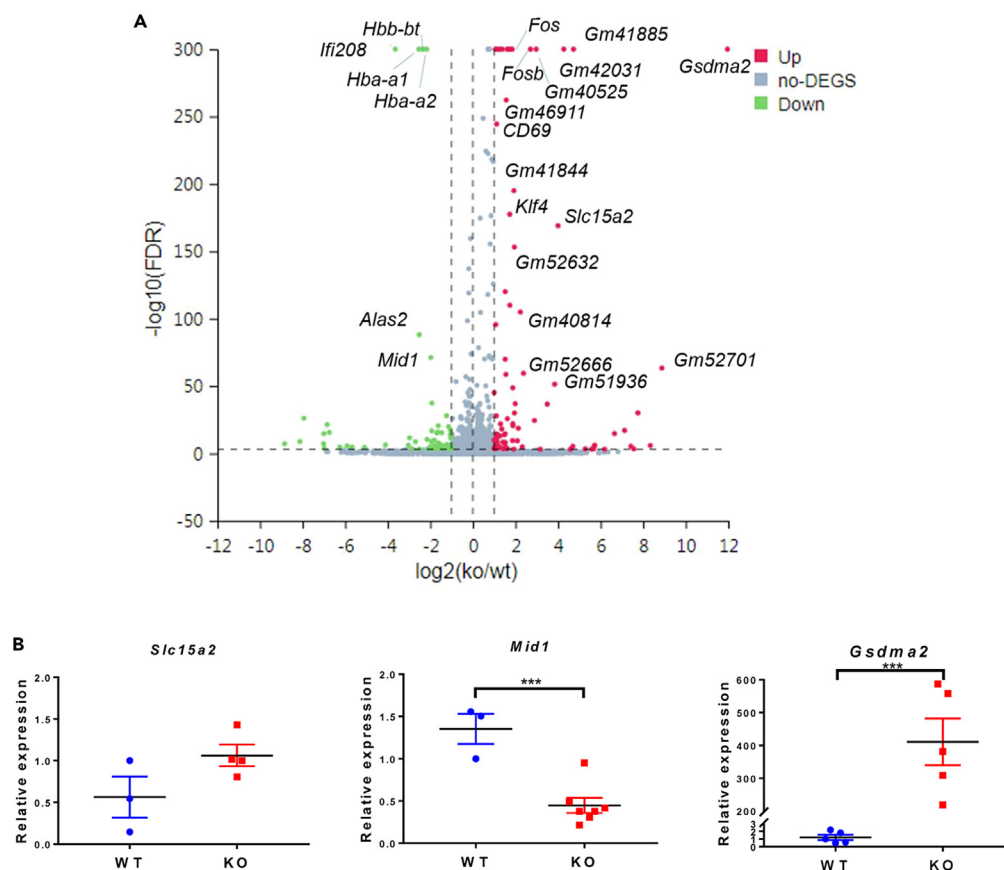 A
Hbb-bt
Fos
Gm41885
Ifi208
Up
Hba-a1
Fosb
Gm42031
Gsdma2
no-DEGS
Hba-a2
Gm40525
Down
Gm46911
CD69
Gm41844
Klf4
Slc15a2
Gm52632
Alas2
Gm40814
Mid1
Gm52666
Gm52701
Gm51936
-log10(FDR)
300
250
200
150
100
50
0
-50
-12 -10 -8 -6 -4 -2 0 2 4 6 8 10 12
log2(ko/wt)
B
Slc15a2
Relative expression
2.0
1.5
1.0
0.5
0.0
WT KO
Mid1
***
Relative expression
2.0
1.5
1.0
0.5
0.0
WT KO
Gsdma2
***
Relative expression
600
500
400
300
200
3
2
1
0
WT KO